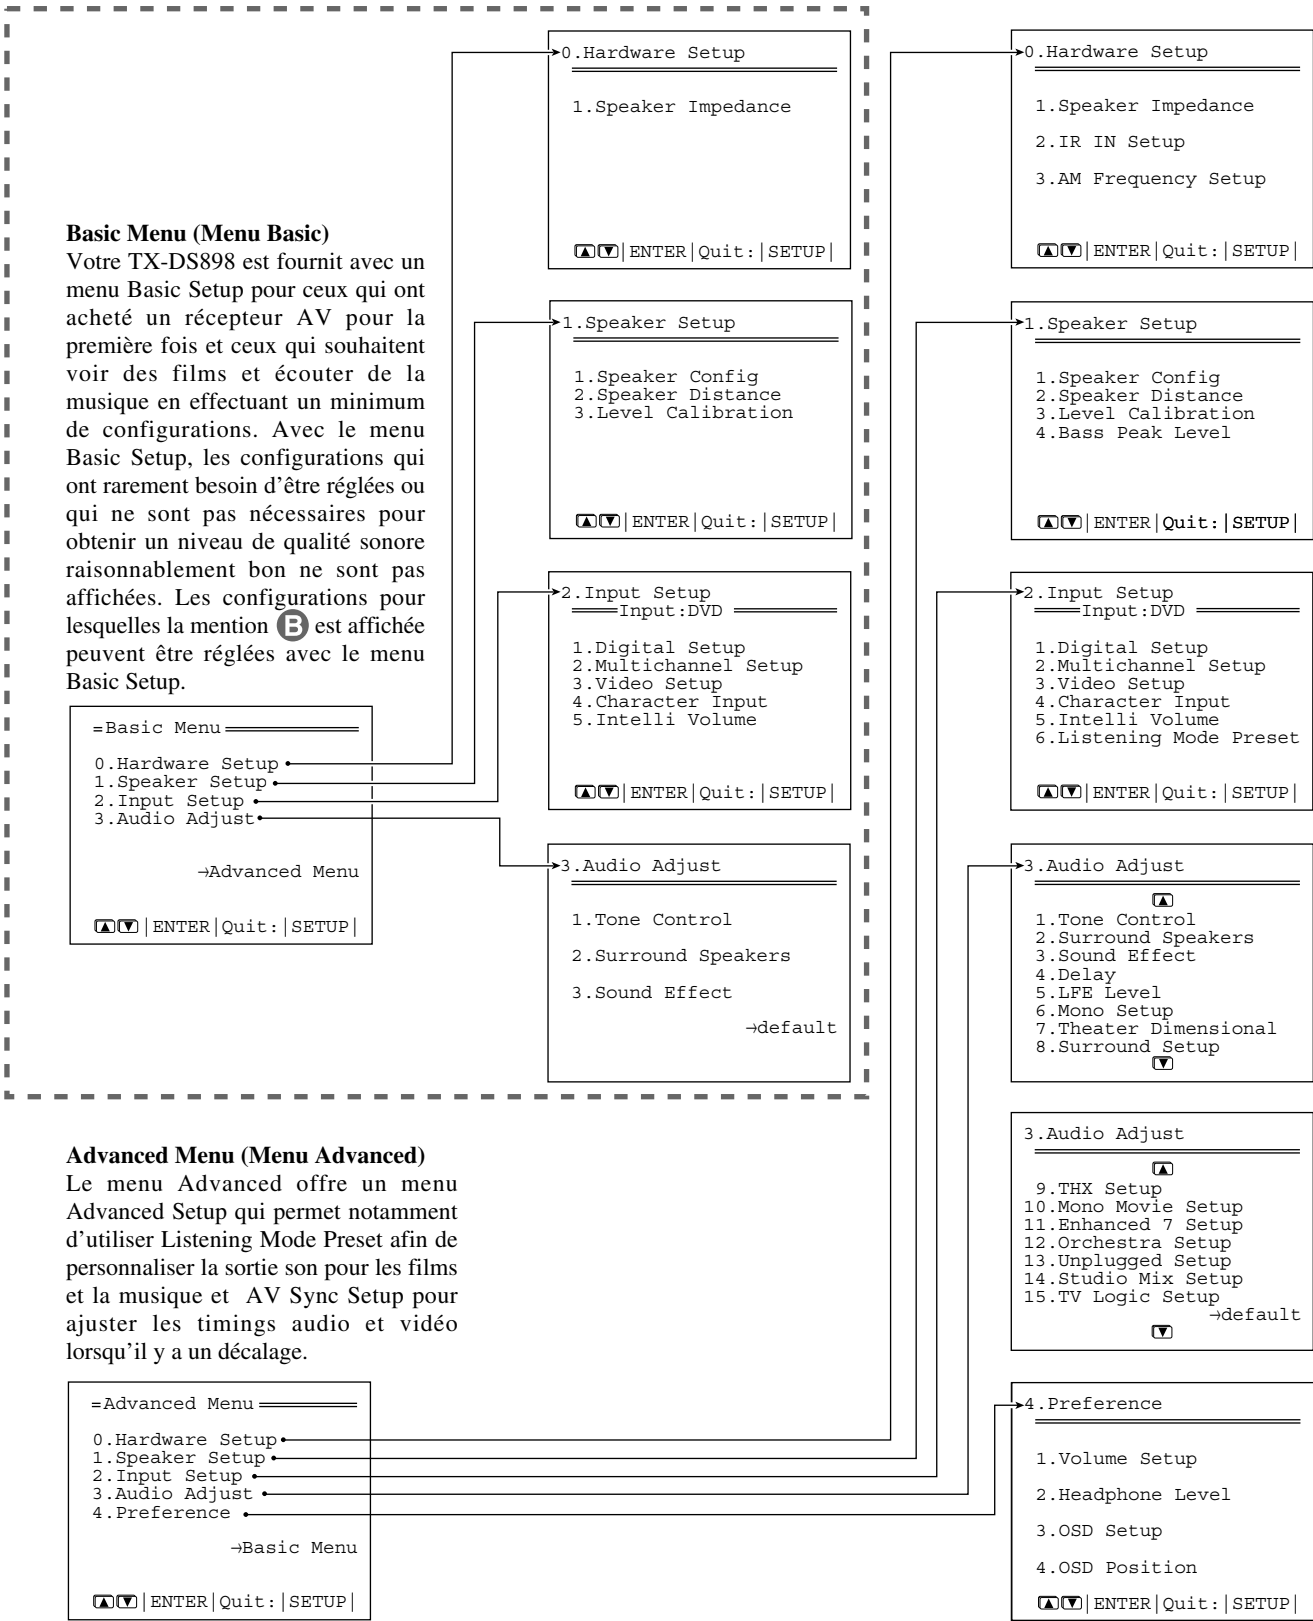 0.Hardware Setup
1.Speaker Impedance
0.Hardware Setup
1.Speaker Impedance
2.IR IN Setup
3.AM Frequency Setup
▲▼|ENTER|Quit:|SETUP|
Basic Menu (Menu Basic)
Votre TX-DS898 est fournit avec un
menu Basic Setup pour ceux qui ont
acheté un récepteur AV pour la
première fois et ceux qui souhaitent
voir des films et écouter de la
musique en effectuant un minimum
de configurations. Avec le menu
Basic Setup, les configurations qui
ont rarement besoin d'être réglées ou
qui ne sont pas nécessaires pour
obtenir un niveau de qualité sonore
raisonnablement bon ne sont pas
affichées. Les configurations pour
lesquelles la mention B est affichée
peuvent être réglées avec le menu
Basic Setup.
▲▼|ENTER|Quit:|SETUP|
1.Speaker Setup
1.Speaker Config
2.Speaker Distance
3.Level Calibration
▲▼|ENTER|Quit:|SETUP|
1.Speaker Setup
1.Speaker Config
2.Speaker Distance
3.Level Calibration
4.Bass Peak Level
▲▼|ENTER|Quit:|SETUP|
2.Input Setup
Input:DVD
1.Digital Setup
2.Multichannel Setup
3.Video Setup
4.Character Input
5.Intelli Volume
▲▼|ENTER|Quit:|SETUP|
2.Input Setup
Input:DVD
1.Digital Setup
2.Multichannel Setup
3.Video Setup
4.Character Input
5.Intelli Volume
6.Listening Mode Preset
▲▼|ENTER|Quit:|SETUP|
=Basic Menu
0.Hardware Setup
1.Speaker Setup
2.Input Setup
3.Audio Adjust
→Advanced Menu
▲▼|ENTER|Quit:|SETUP|
3.Audio Adjust
1.Tone Control
2.Surround Speakers
3.Sound Effect
→default
3.Audio Adjust
▲
1.Tone Control
2.Surround Speakers
3.Sound Effect
4.Delay
5.LFE Level
6.Mono Setup
7.Theater Dimensional
8.Surround Setup
▼
Advanced Menu (Menu Advanced)
Le menu Advanced offre un menu
Advanced Setup qui permet notamment
d'utiliser Listening Mode Preset afin de
personnaliser la sortie son pour les films
et la musique et AV Sync Setup pour
ajuster les timings audio et vidéo
lorsqu'il y a un décalage.
3.Audio Adjust
▲
9.THX Setup
10.Mono Movie Setup
11.Enhanced 7 Setup
12.Orchestra Setup
13.Unplugged Setup
14.Studio Mix Setup
15.TV Logic Setup
→default
▼
=Advanced Menu
0.Hardware Setup
1.Speaker Setup
2.Input Setup
3.Audio Adjust
4.Preference
→Basic Menu
▲▼|ENTER|Quit:|SETUP|
4.Preference
1.Volume Setup
2.Headphone Level
3.OSD Setup
4.OSD Position
▲▼|ENTER|Quit:|SETUP|